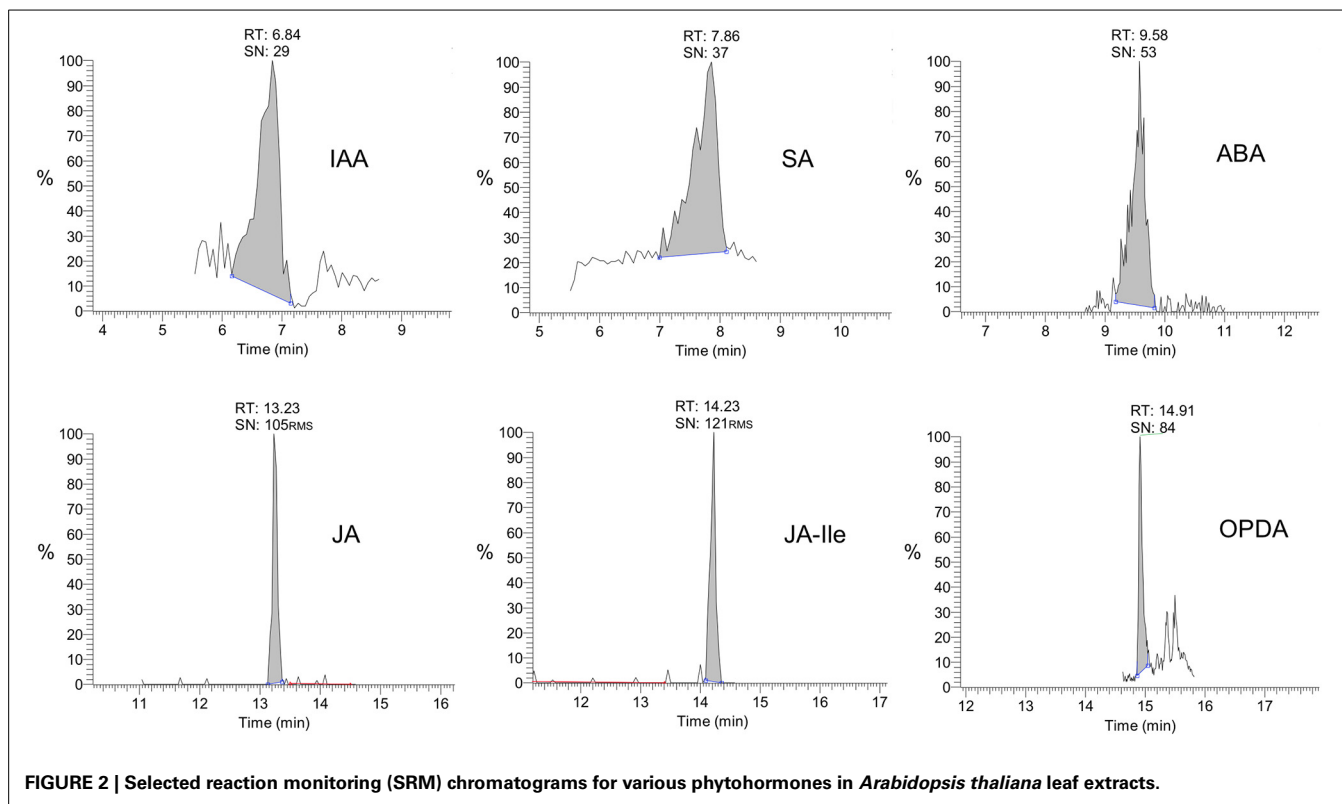 RT: 6.84
SN: 29
100
90
80
70
60
50
40
30
20
10
0
%
IAA
4 5 6 7 8 9
Time (min)
RT: 7.86
SN: 37
100
90
80
70
60
50
40
30
20
10
0
%
SA
5 6 7 8 9 10
Time (min)
RT: 9.58
SN: 53
100
90
80
70
60
50
40
30
20
10
0
%
ABA
7 8 9 10 11 12
Time (min)
RT: 13.23
SN: 105RMS
100
90
80
70
60
50
40
30
20
10
0
%
JA
11 12 13 14 15 16
Time (min)
RT: 14.23
SN: 121RMS
100
90
80
70
60
50
40
30
20
10
0
%
JA-Ile
12 13 14 15 16 17
Time (min)
RT: 14.91
SN: 84
100
90
80
70
60
50
40
30
20
10
0
%
OPDA
12 13 14 15 16 17
Time (min)
FIGURE 2 | Selected reaction monitoring (SRM) chromatograms for various phytohormones in Arabidopsis thaliana leaf extracts.